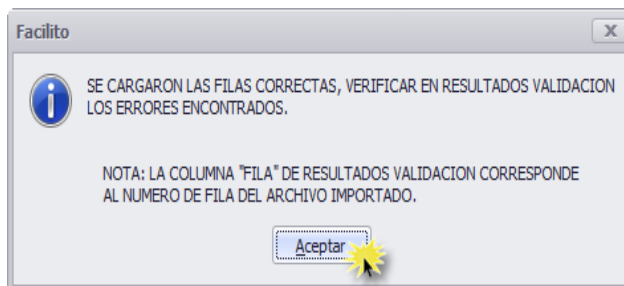 Facilito
SE CARGARON LAS FILAS CORRECTAS, VERIFICAR EN RESULTADOS VALIDACION
LOS ERRORES ENCONTRADOS.
NOTA: LA COLUMNA "FILA" DE RESULTADOS VALIDACION CORRESPONDE
AL NUMERO DE FILA DEL ARCHIVO IMPORTADO.
Aceptar